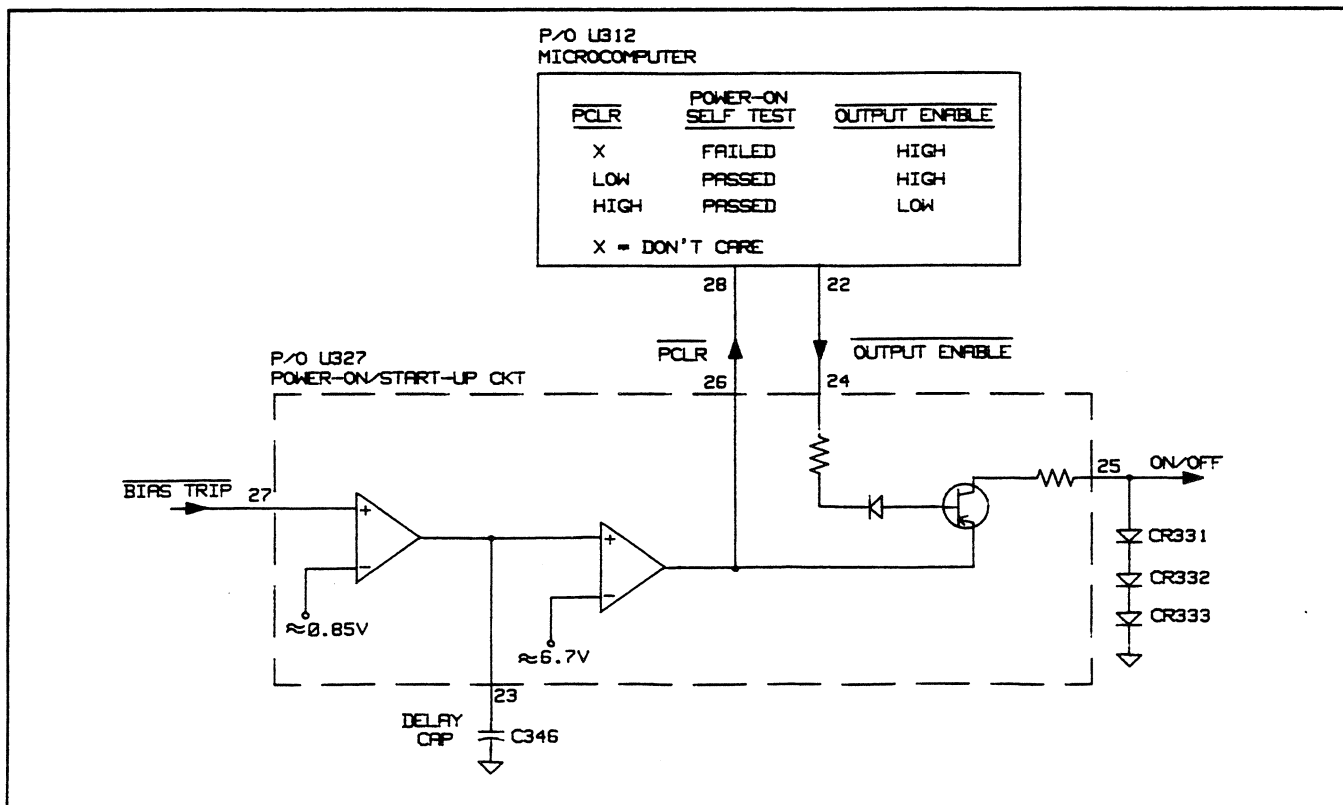 P/O U312
MICROCOMPUTER
PCLR POWER-ON SELF TEST OUTPUT ENABLE
X FAILED HIGH
LOW PASSED HIGH
HIGH PASSED LOW
X = DON'T CARE
28 22
PCLR OUTPUT ENABLE
P/O U327
POWER-ON/START-UP CKT
26 24
BIAS TRIP 27
25 ON/OFF
+
-
≈0.85V
+
-
≈6.7V
CR331
CR332
CR333
23
DELAY
CAP
C346